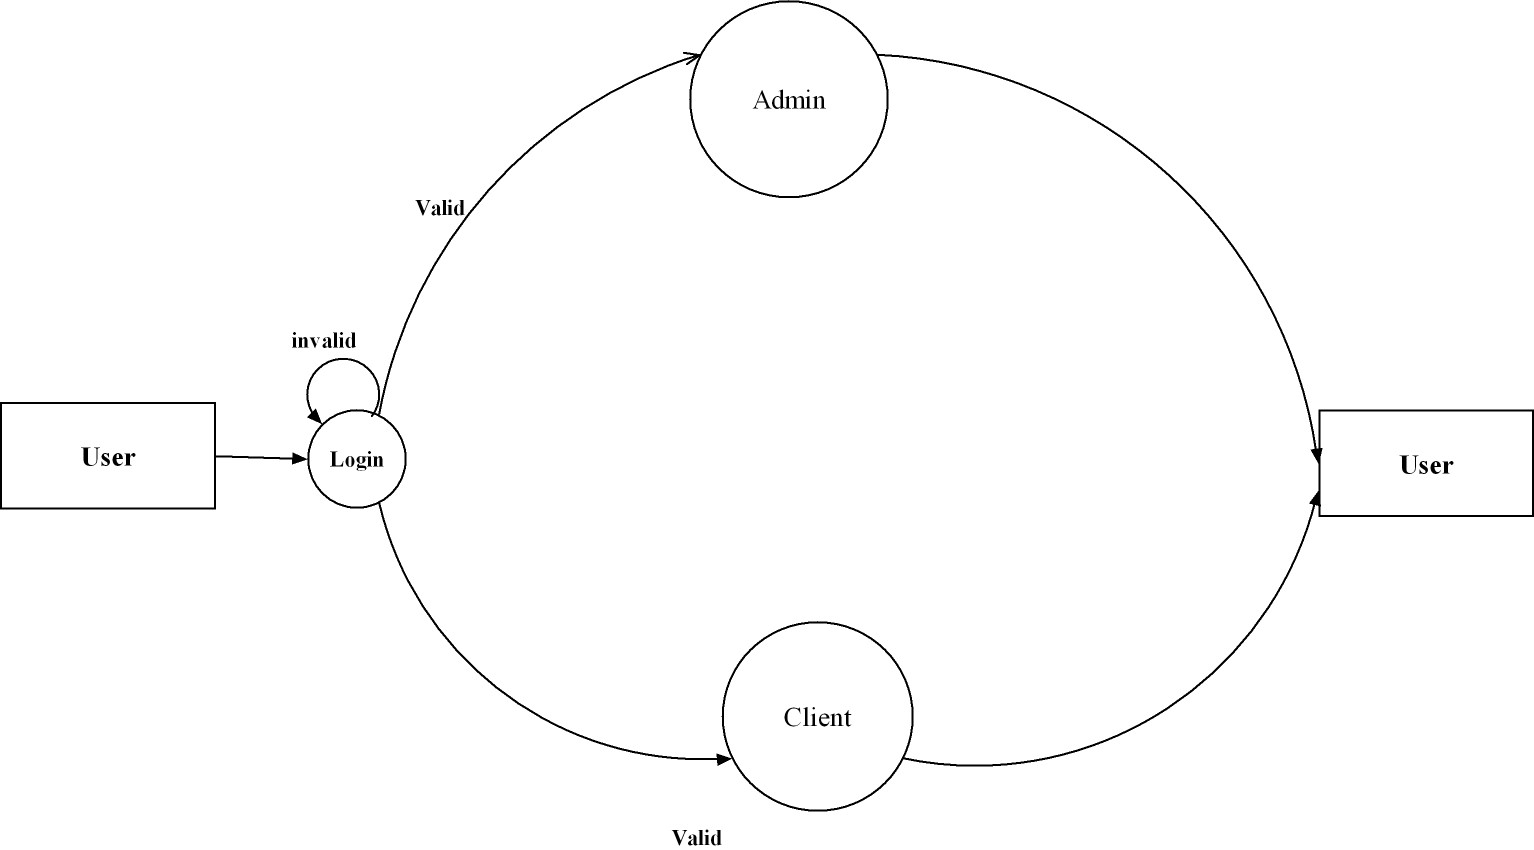 Admin
Valid
invalid
User
Login
User
Client
Valid